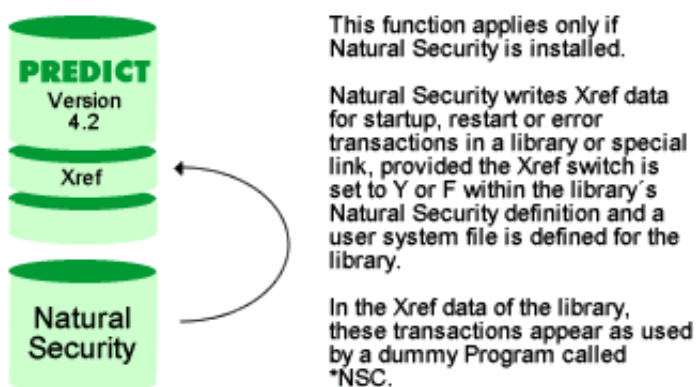 PREDICT
Version
4.2
Xref
Natural
Security
This function applies only if
Natural Security is installed.
Natural Security writes Xref data
for startup, restart or error
transactions in a library or special
link, provided the Xref switch is
set to Y or F within the library´s
Natural Security definition and a
user system file is defined for the
library.
In the Xref data of the library,
these transactions appear as used
by a dummy Program called
*NSC.